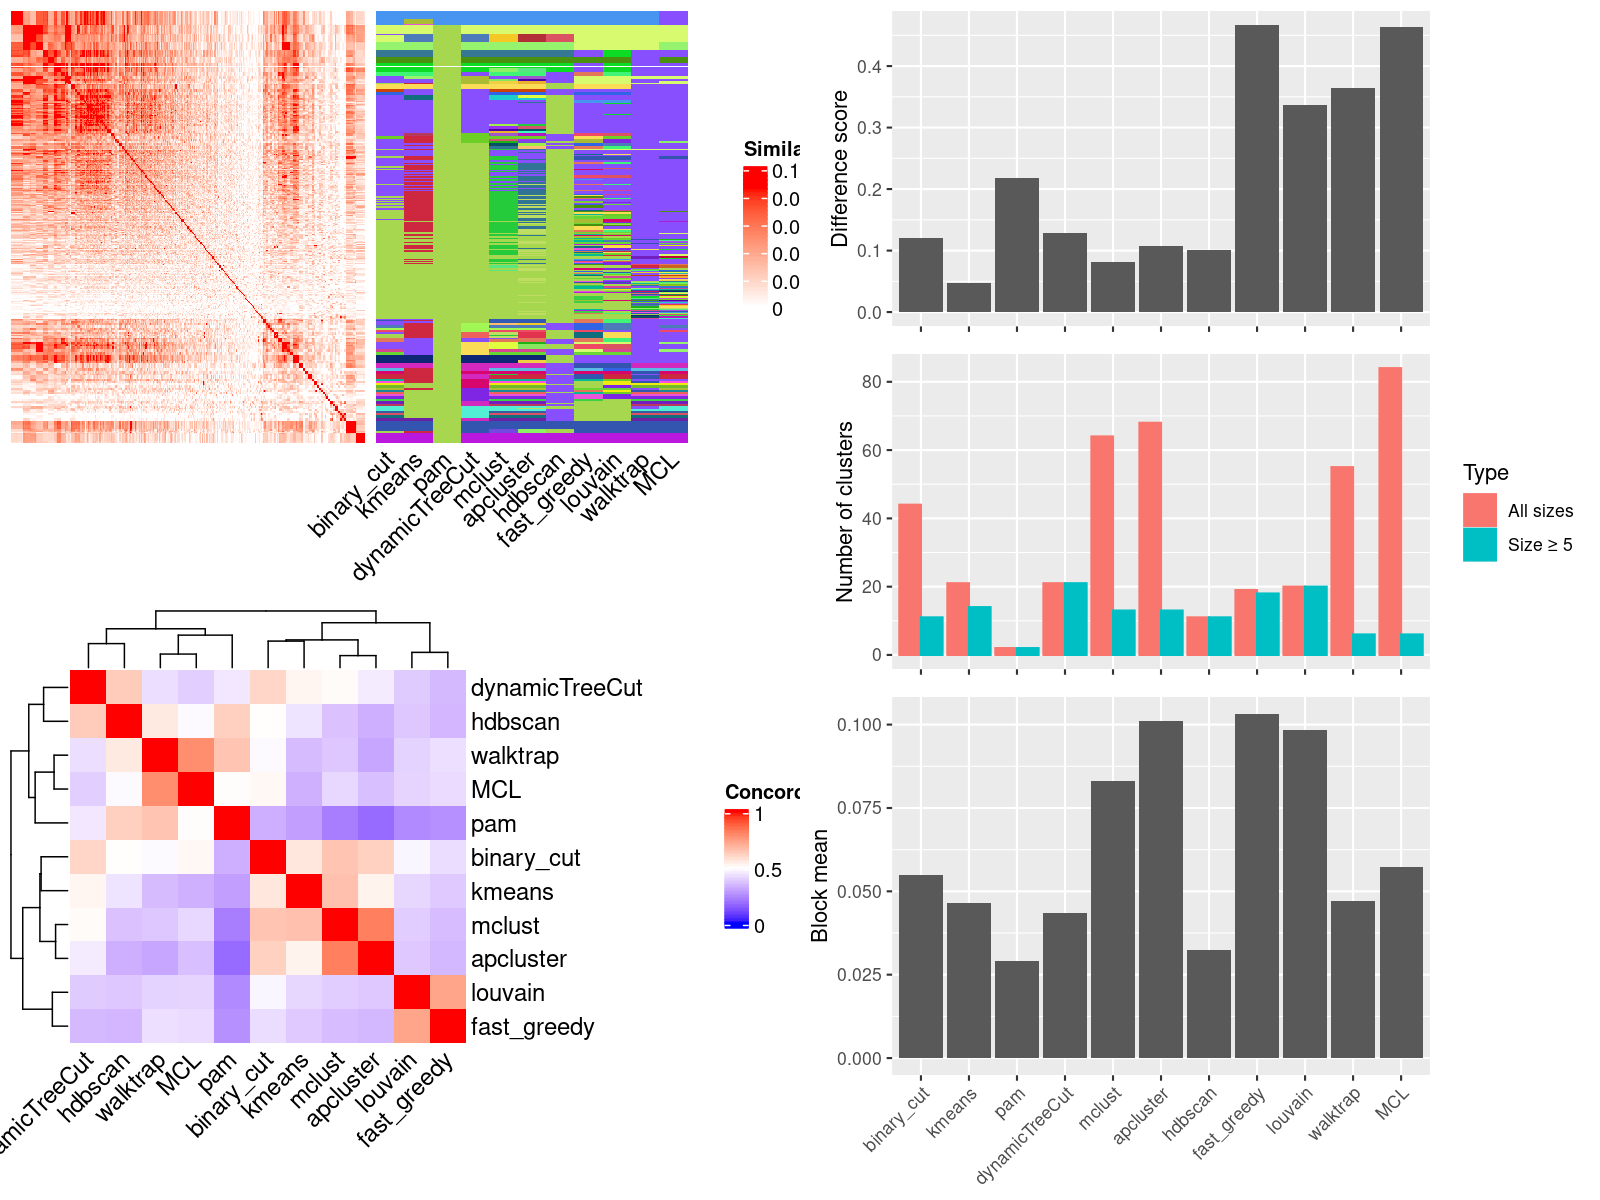 Simila
0.1
0.0
0.0
0.0
0.0
0
binary_cut
kmeans
pam
dynamicTreeCut
mclust
apcluster
hdbscan
fast_greedy
louvain
walktrap
MCL
dynamicTreeCut
hdbscan
walktrap
MCL
pam
binary_cut
kmeans
mclust
apcluster
louvain
fast_greedy
amicTreeCut
hdbscan
walktrap
MCL
pam
binary_cut
kmeans
mclust
apcluster
louvain
fast_greedy
Concord
1
0.5
0
Difference score
0.4
0.3
0.2
0.1
0.0
Number of clusters
80
60
40
20
0
Type
All sizes
Size ≥ 5
Block mean
0.100
0.075
0.050
0.025
0.000
binary_cut
kmeans
pam
dynamicTreeCut
mclust
apcluster
hdbscan
fast_greedy
louvain
walktrap
MCL